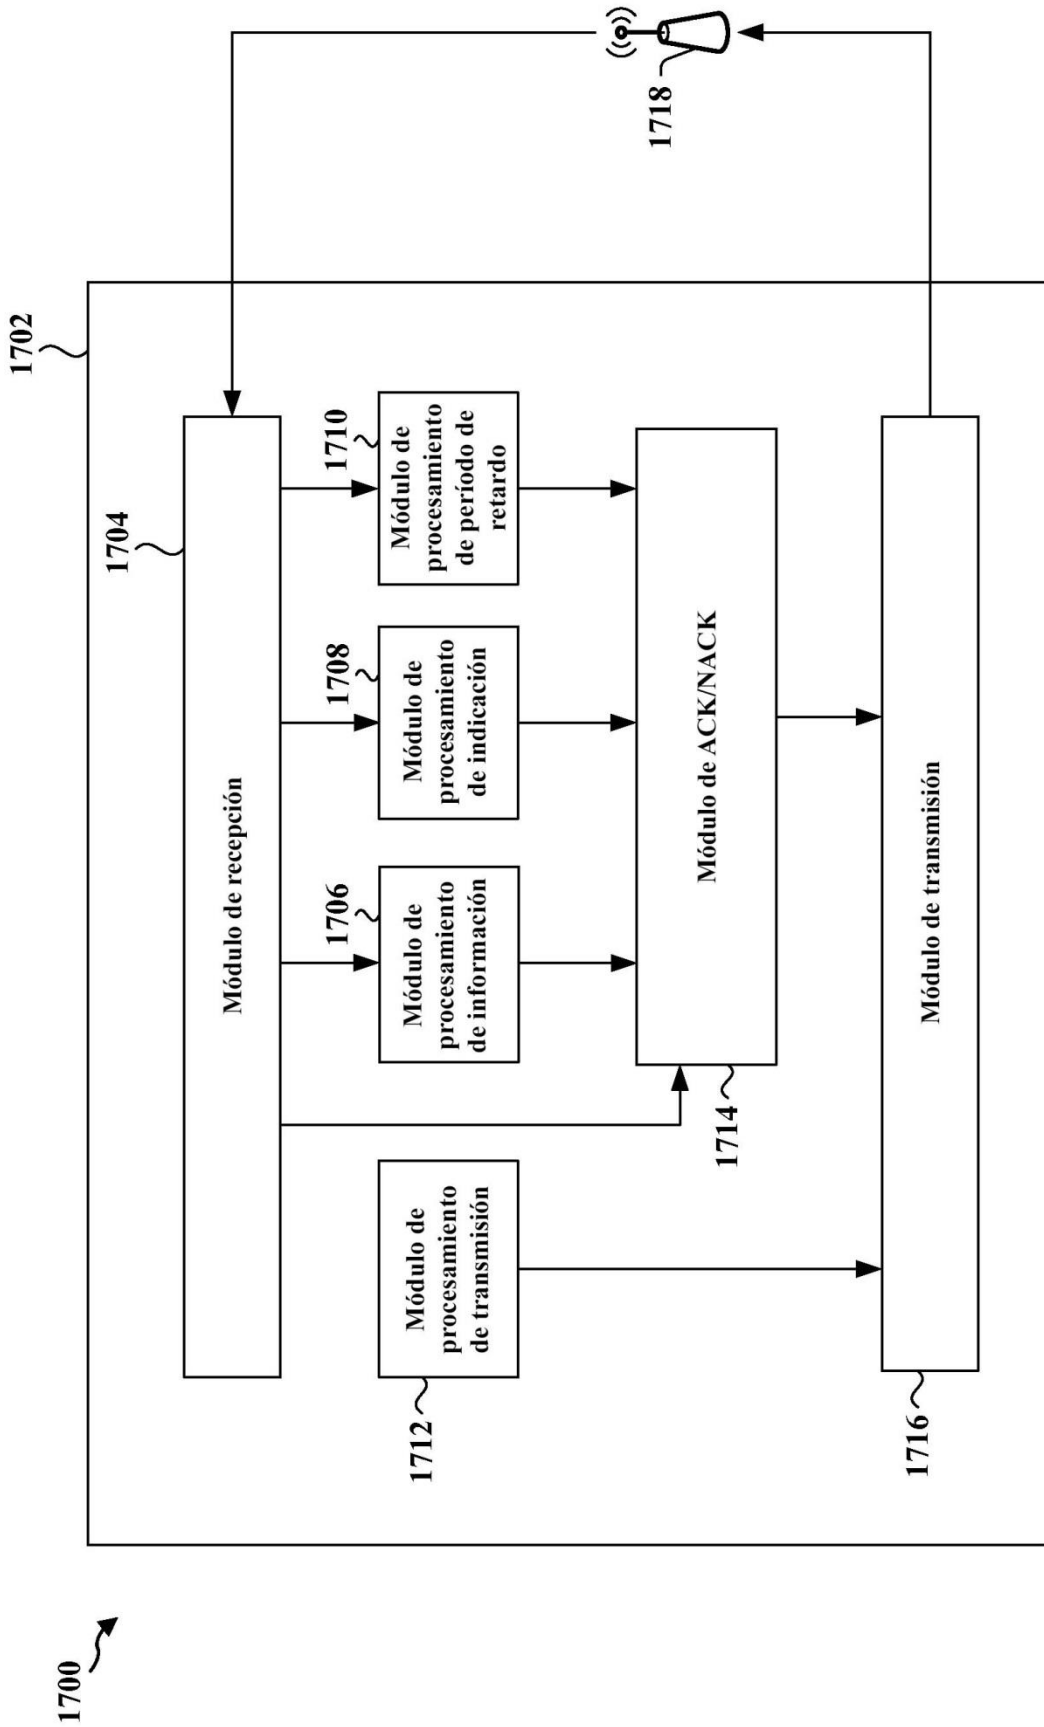 1700
1702
1704
Módulo de recepción
1706
Módulo de
procesamiento
de información
1708
Módulo de
procesamiento
de indicación
1710
Módulo de
procesamiento
de período de
retardo
1712
Módulo de
procesamiento
de transmisión
1714
Módulo de ACK/NACK
1716
Módulo de transmisión
1718